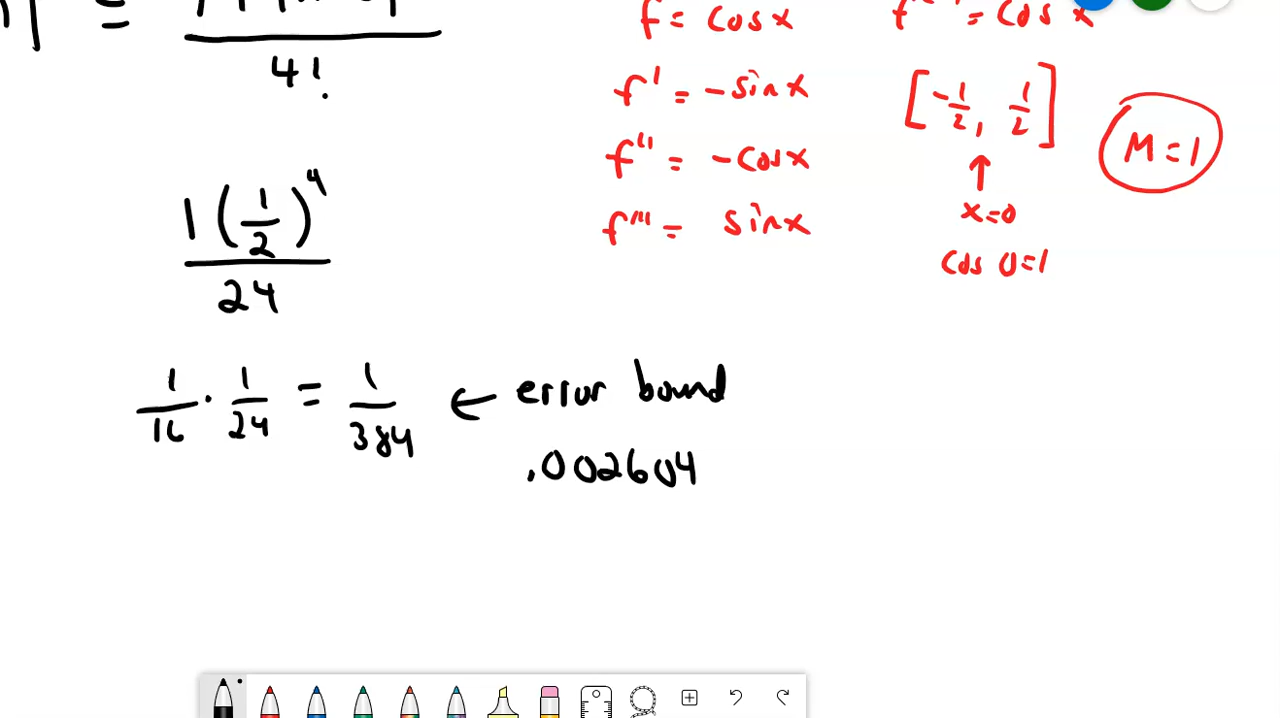 4!
1(1/2)^4
24
1/16 · 1/24 = 1/384 ← error bound
.002604
f = cos x
f' = -sin x
f'' = -cos x
f''' = sin x
= cos x
[-1/2, 1/2]
M = 1
↑
x=0
cos 0=1